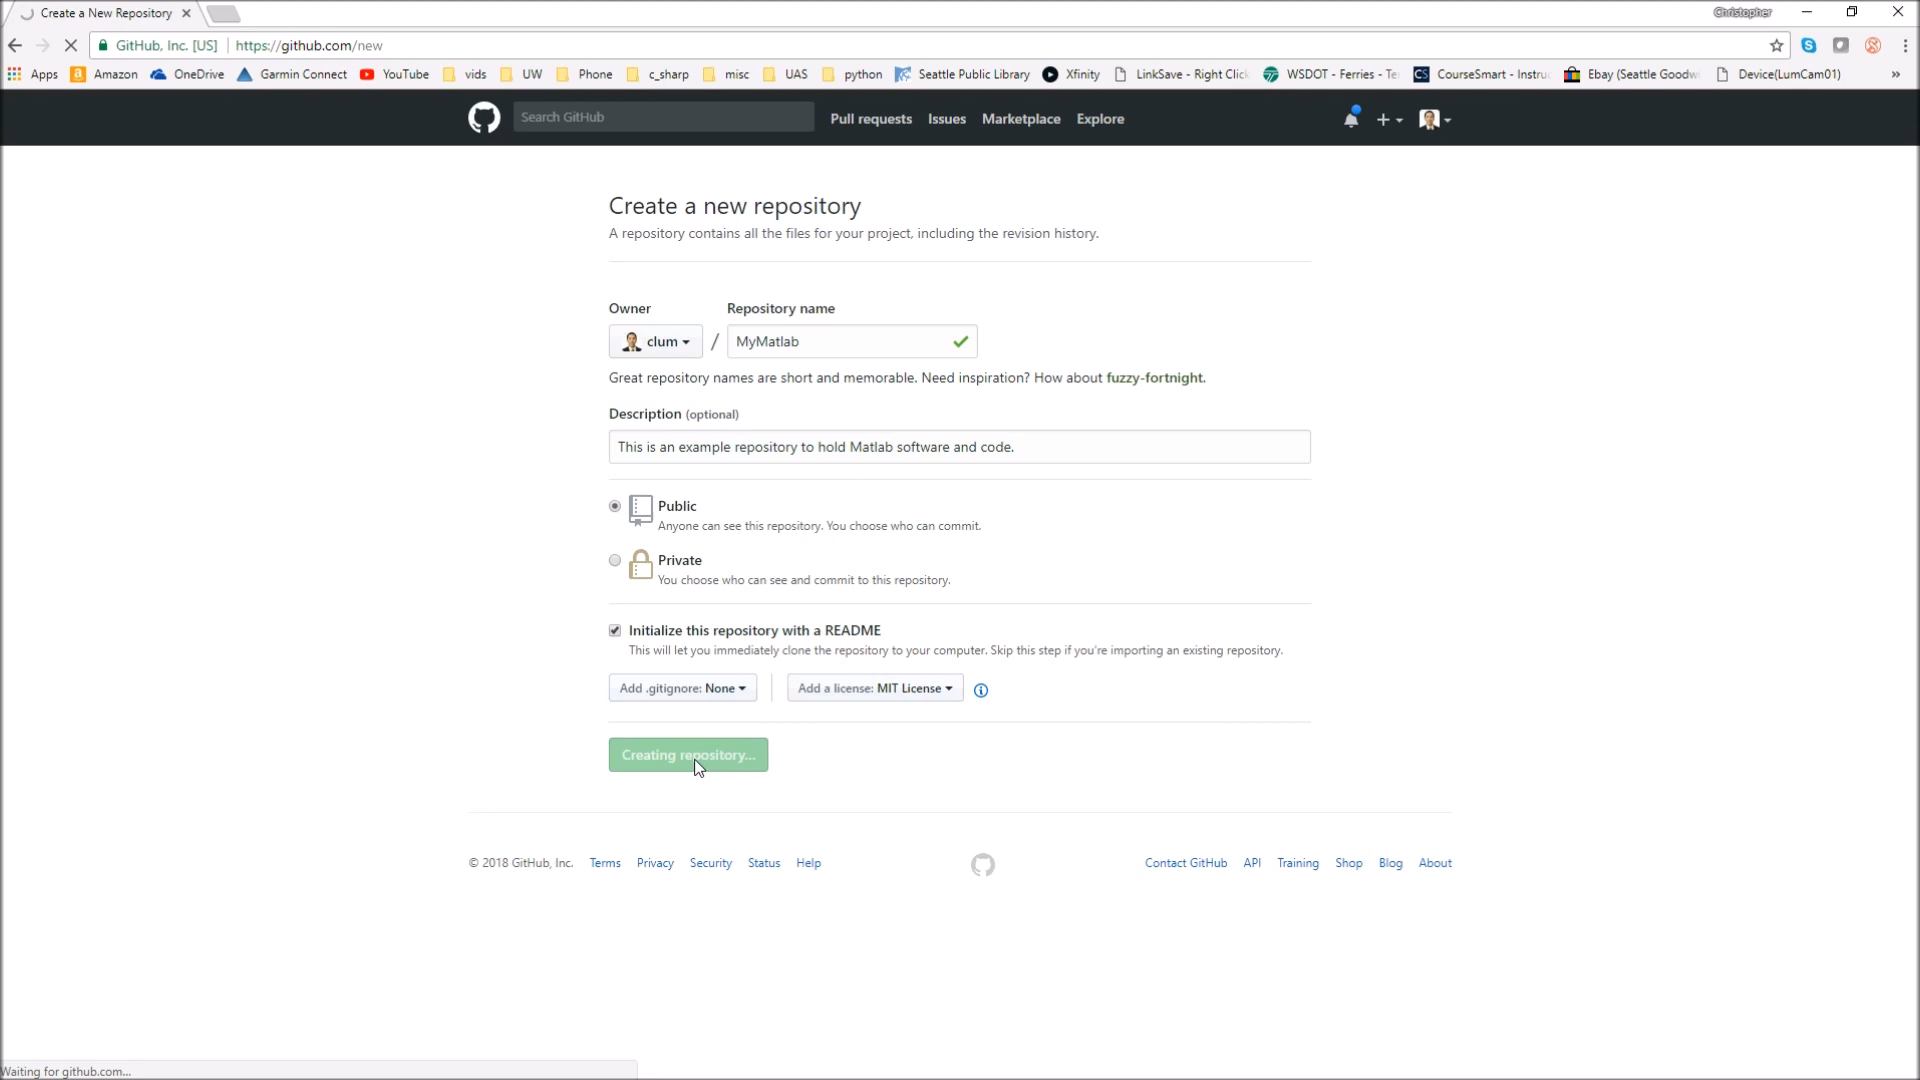 Create a New Repository
Christopher
GitHub, Inc. [US] https://github.com/new
Apps Amazon OneDrive Garmin Connect YouTube vids UW Phone c_sharp misc UAS python Seattle Public Library Xfinity LinkSave - Right Click WSDOT - Ferries - Te CourseSmart - Instru Ebay (Seattle Goodw Device(LumCam01) »
Search GitHub Pull requests Issues Marketplace Explore
Create a new repository
A repository contains all the files for your project, including the revision history.
Owner Repository name
clum / MyMatlab
Great repository names are short and memorable. Need inspiration? How about fuzzy-fortnight.
Description (optional)
This is an example repository to hold Matlab software and code.
Public
Anyone can see this repository. You choose who can commit.
Private
You choose who can see and commit to this repository.
Initialize this repository with a README
This will let you immediately clone the repository to your computer. Skip this step if you're importing an existing repository.
Add .gitignore: None Add a license: MIT License
Creating repository...
© 2018 GitHub, Inc. Terms Privacy Security Status Help Contact GitHub API Training Shop Blog About
Waiting for github.com...